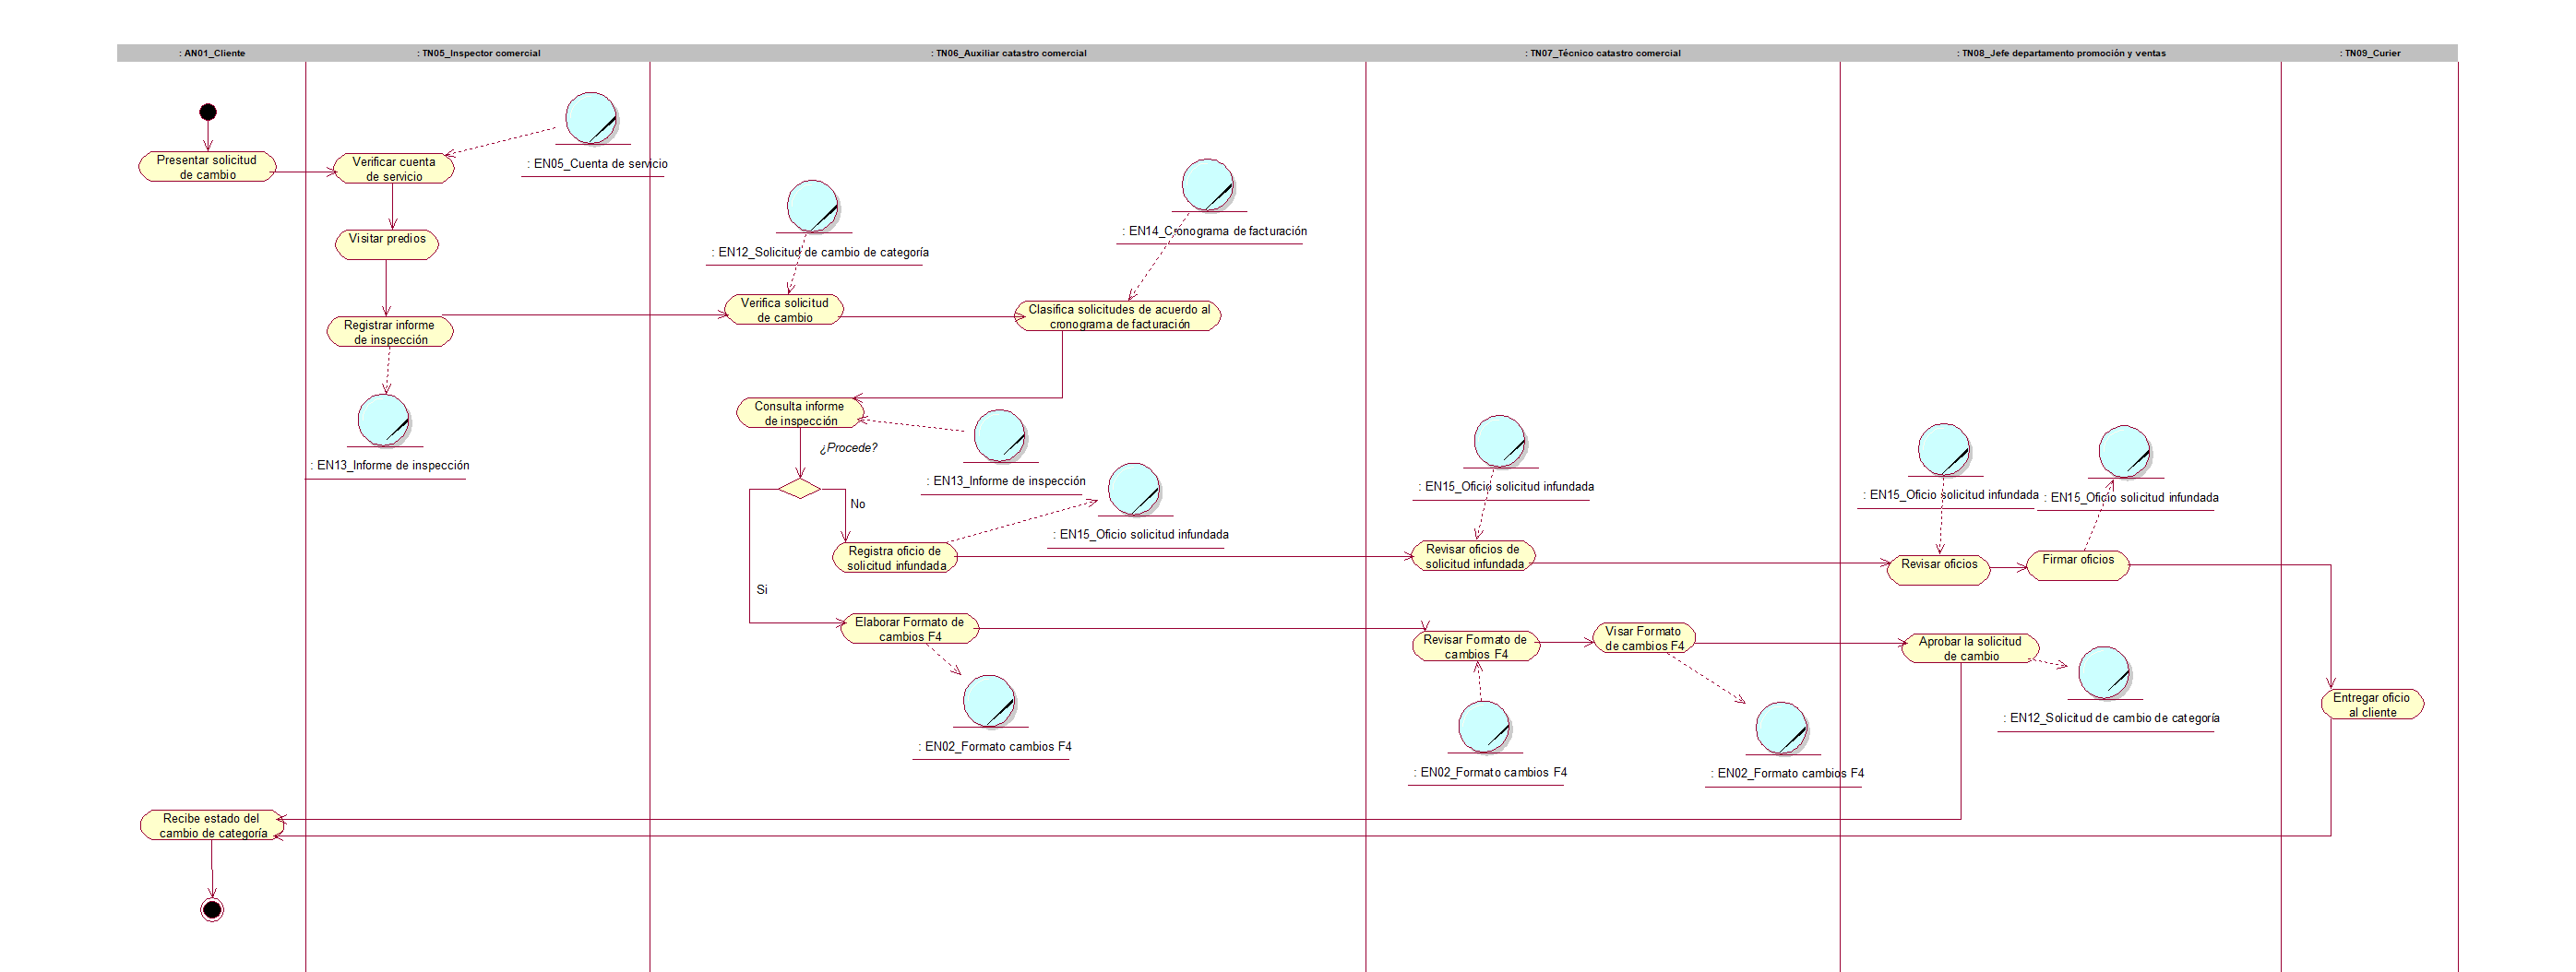 : AN01_Cliente
: TN05_Inspector comercial
: TN06_Auxiliar catastro comercial
: TN07_Técnico catastro comercial
: TN08_Jefe departamento promoción y ventas
: TN09_Curier
Presentar solicitud
de cambio
Verificar cuenta
de servicio
: EN05_Cuenta de servicio
Visitar predios
: EN12_Solicitud de cambio de categoría
: EN14_Cronograma de facturación
Registrar informe
de inspección
Verifica solicitud
de cambio
Clasifica solicitudes de acuerdo al
cronograma de facturación
: EN13_Informe de inspección
Consulta informe
de inspección
¿Procede?
: EN13_Informe de inspección
No
: EN15_Oficio solicitud infundada
Registra oficio de
solicitud infundada
Si
: EN15_Oficio solicitud infundada
Revisar oficios de
solicitud infundada
: EN15_Oficio solicitud infundada
: EN15_Oficio solicitud infundada
Revisar oficios
Firmar oficios
Elaborar Formato de
cambios F4
: EN02_Formato cambios F4
Revisar Formato de
cambios F4
Visar Formato
de cambios F4
: EN02_Formato cambios F4
: EN02_Formato cambios F4
Aprobar la solicitud
de cambio
: EN12_Solicitud de cambio de categoría
Entregar oficio
al cliente
Recibe estado del
cambio de categoría